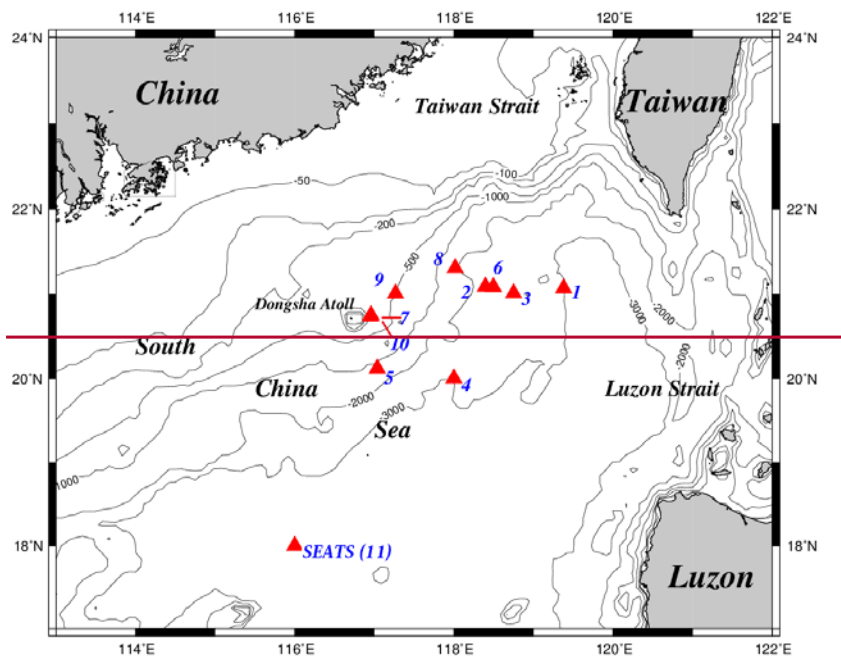 114°E 116°E 118°E 120°E 122°E
24°N 24°N
China
Taiwan Strait
Taiwan
-50
-100
-1000
-200
22°N 22°N
-500
8
6
9
2
3
1
Dongsha Atoll
7
-3000
10
-2000
South
20°N 20°N
5
4
China
Luzon Strait
-2000
-3000
Sea
1000
18°N 18°N
SEATS (11)
Luzon
114°E 116°E 118°E 120°E 122°E